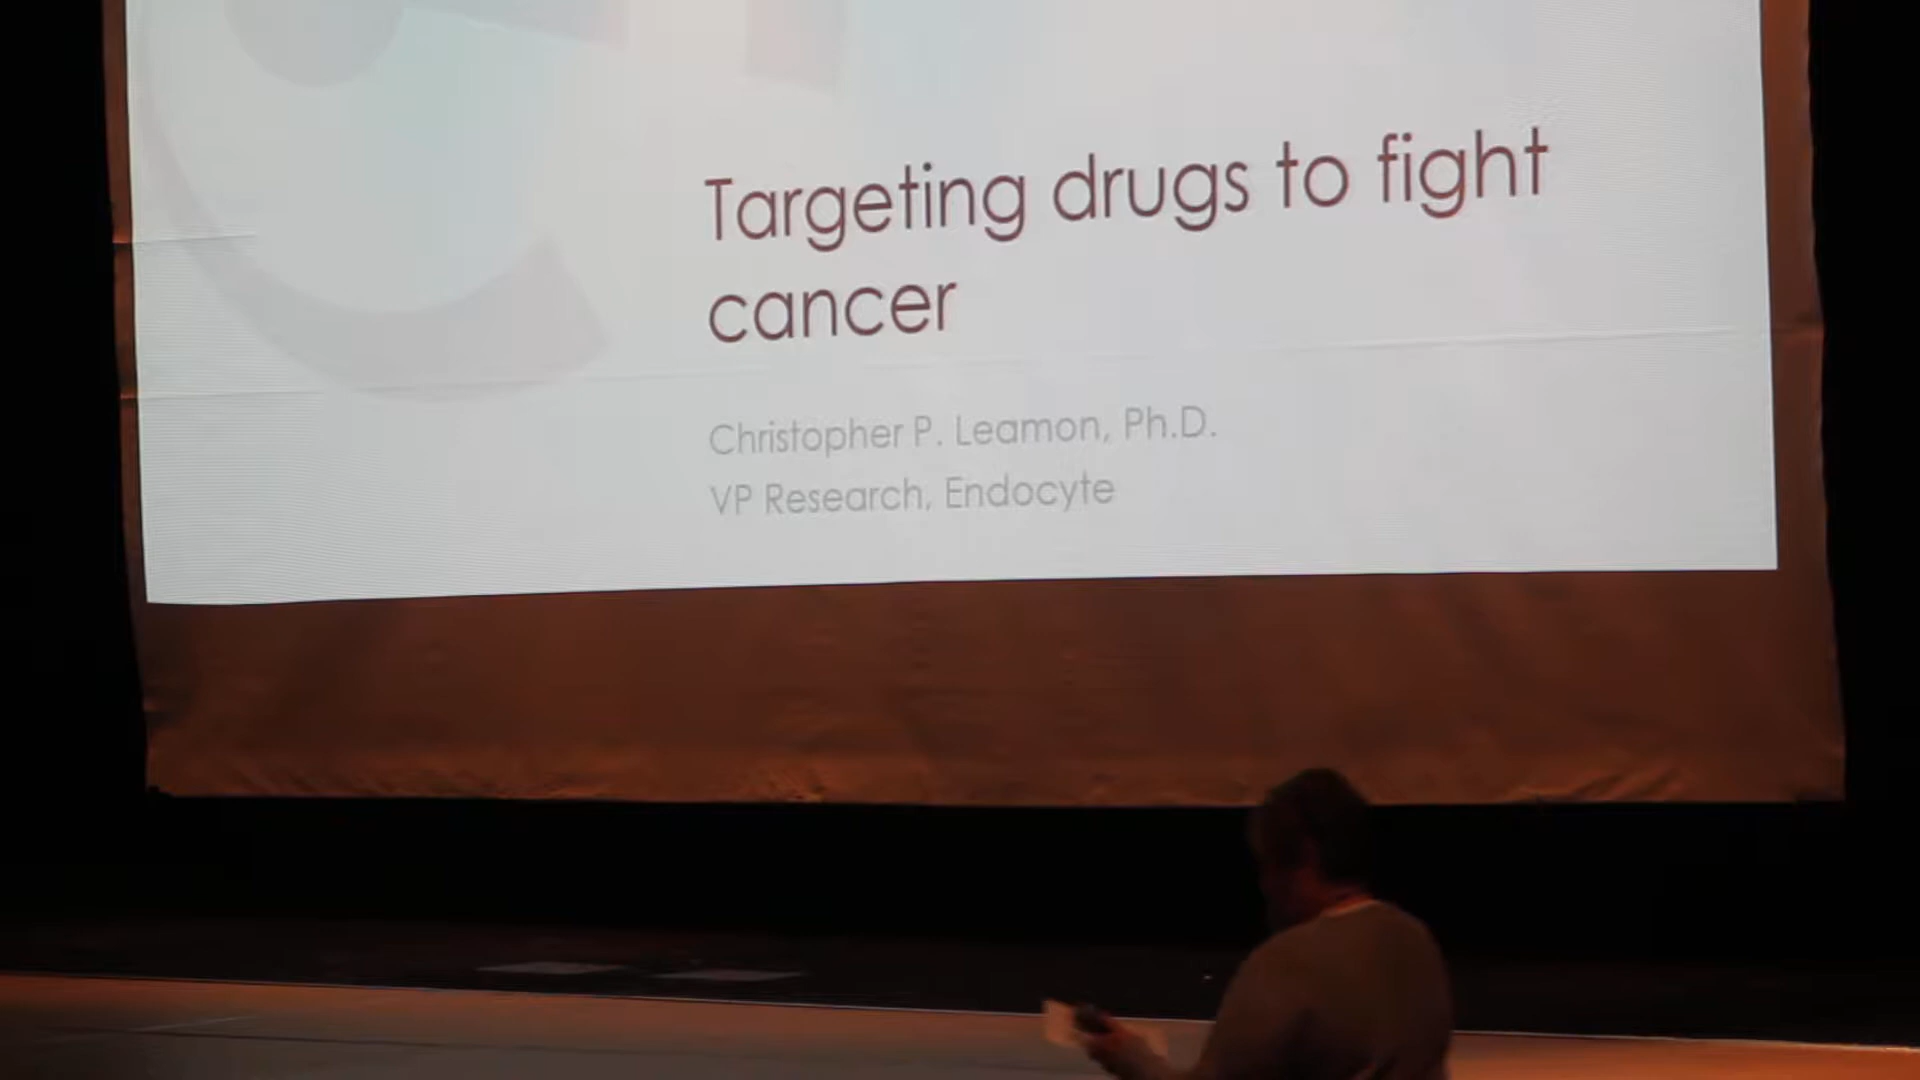 Targeting drugs to fight
cancer
Christopher P. Leamon, Ph.D.
VP Research, Endocyte